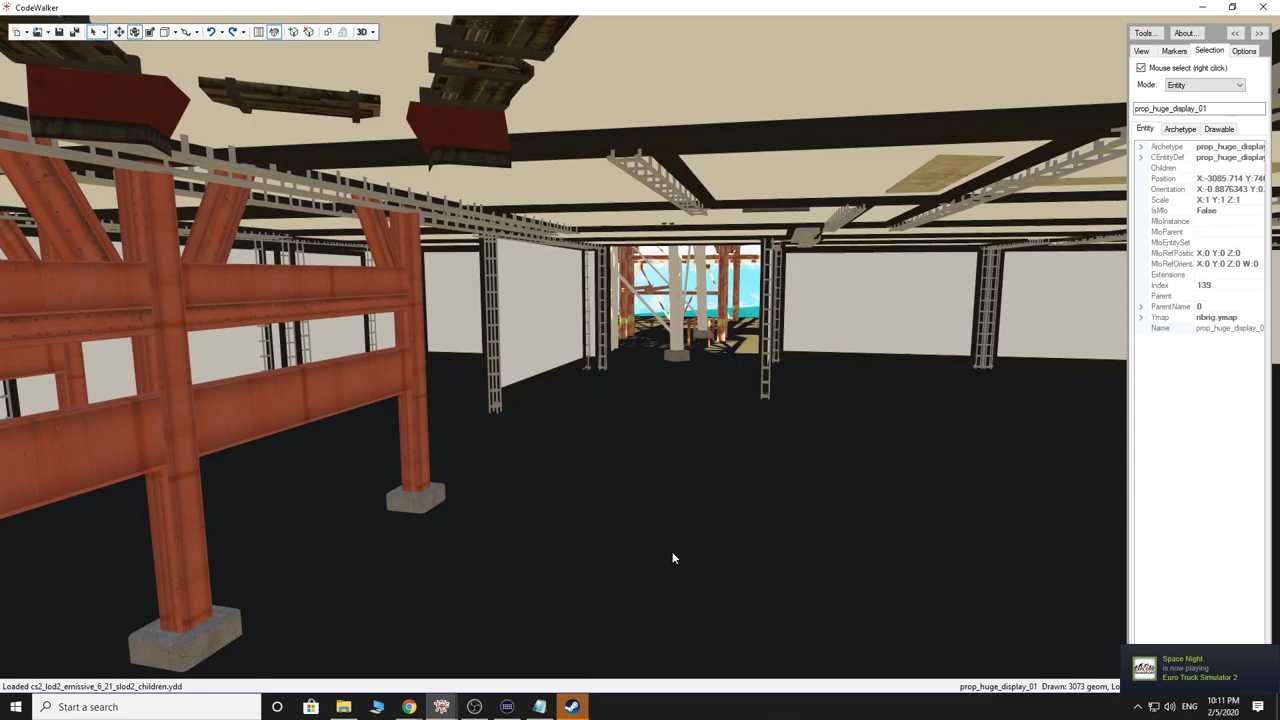 CodeWalker
3D
Tools...
About...
<<
>>
View
Markers
Selection
Options
Mouse select (right click)
Mode:
Entity
prop_huge_display_01
Entity
Archetype
Drawable
Archetype prop_huge_display
CEntityDef prop_huge_display
Children
Position X:-3085.714 Y:74
Orientation X:-0.8876343 Y:0.
Scale X:1 Y:1 Z:1
IsMlo False
MloInstance
MloParent
MloEntitySet
MloRefPositic X:0 Y:0 Z:0
MloRefOrient X:0 Y:0 Z:0 W:0
Extensions
Index 139
Parent
ParentName 0
Ymap ribrig.ymap
Name prop_huge_display_0
Space Night
is now playing
Euro Truck Simulator 2
Loaded cs2_lod2_emissive_6_21_slod2_children.ydd
prop_huge_display_01 Drawn: 3073 geom, Lo
Start a search
ENG
10:11 PM
2/5/2020